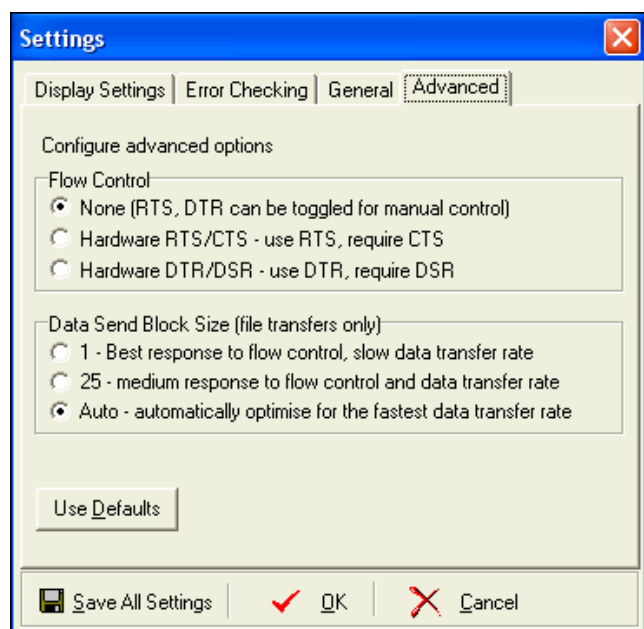 Settings
Display Settings Error Checking General Advanced
Configure advanced options
Flow Control
None (RTS, DTR can be toggled for manual control)
Hardware RTS/CTS - use RTS, require CTS
Hardware DTR/DSR - use DTR, require DSR
Data Send Block Size (file transfers only)
1 - Best response to flow control, slow data transfer rate
25 - medium response to flow control and data transfer rate
Auto - automatically optimise for the fastest data transfer rate
Use Defaults
Save All Settings OK Cancel